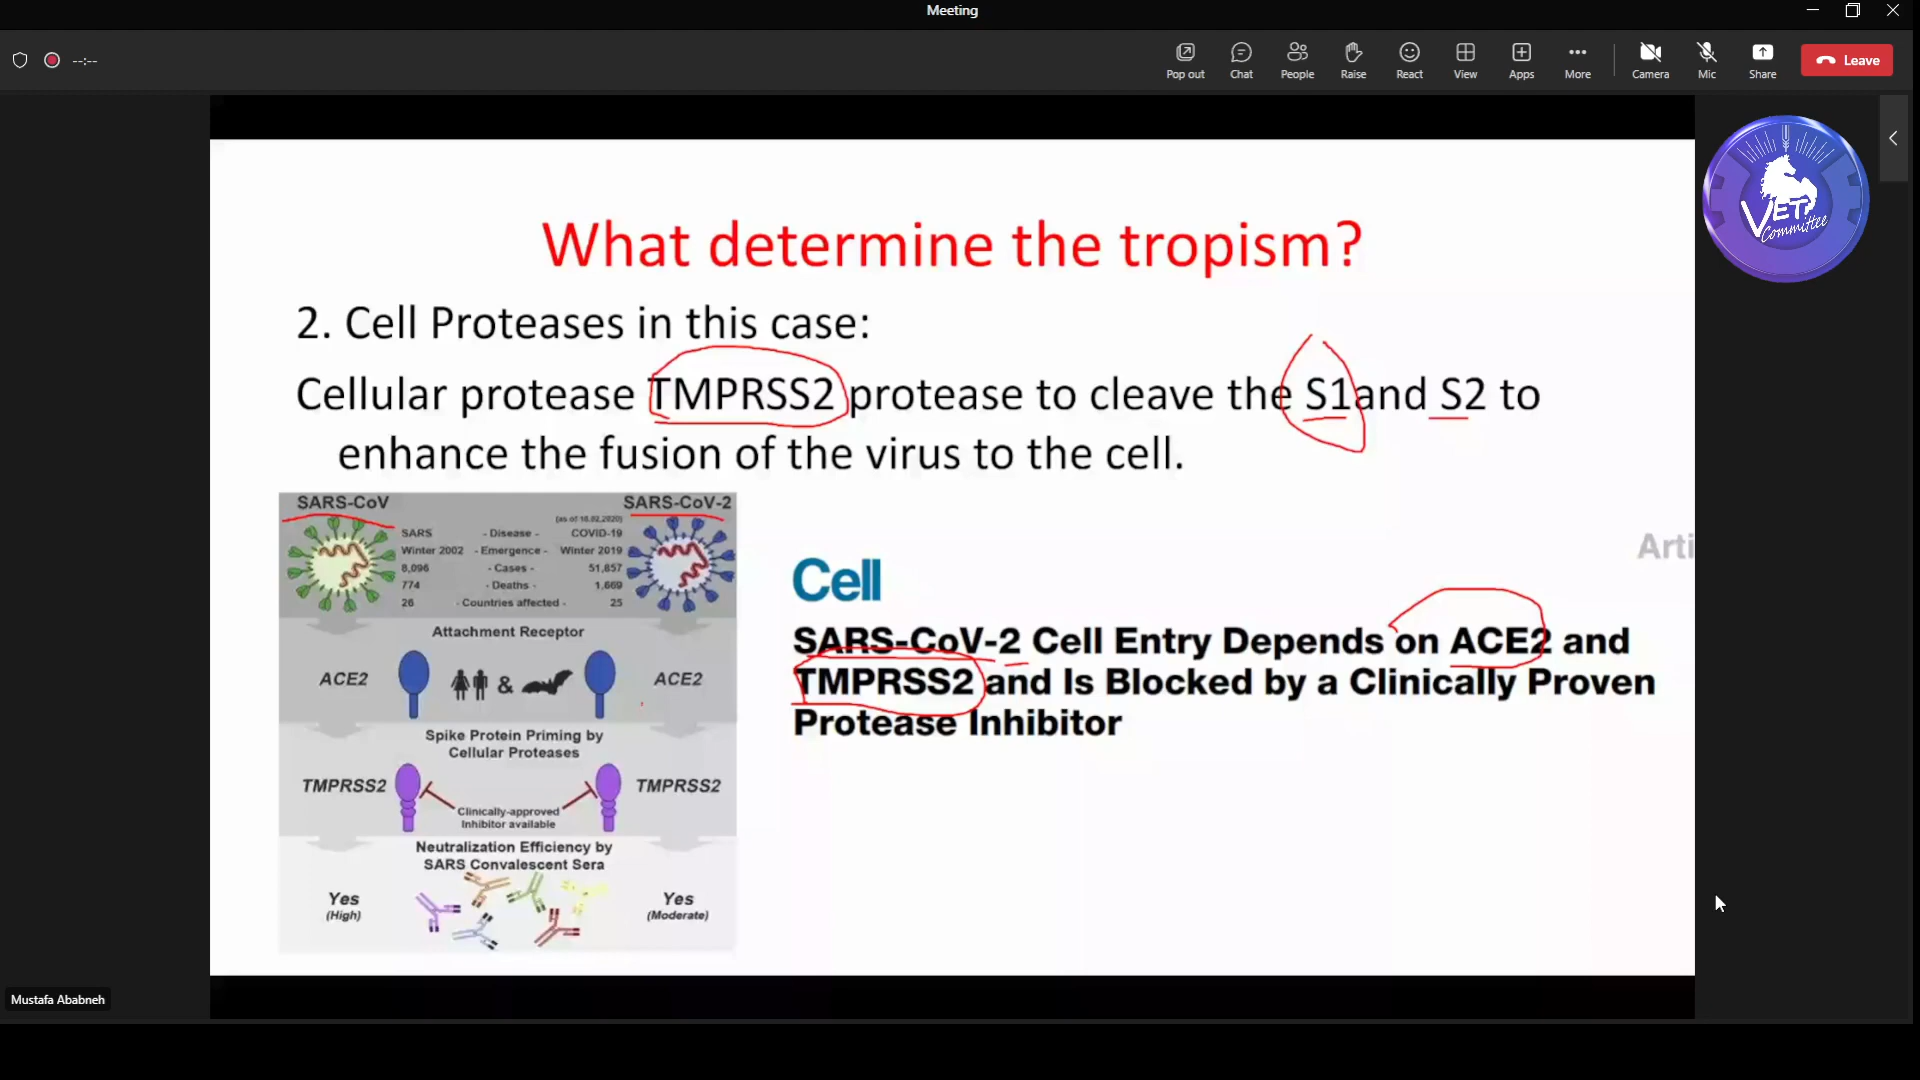 Meeting
--:--
Pop out
Chat
People
Raise
React
View
Apps
More
Camera
Mic
Share
Leave
VET
Committee
What determine the tropism?
2. Cell Proteases in this case:
Cellular protease TMPRSS2 protease to cleave the S1and S2 to
enhance the fusion of the virus to the cell.
SARS-CoV
SARS-CoV-2
(as of 18.02.2020)
SARS - Disease - COVID-19
Winter 2002 - Emergence - Winter 2019
8,096 - Cases - 51,857
774 - Deaths - 1,669
26 - Countries affected - 25
Attachment Receptor
ACE2 & ACE2
Spike Protein Priming by
Cellular Proteases
TMPRSS2 TMPRSS2
Clinically-approved
Inhibitor available
Neutralization Efficiency by
SARS Convalescent Sera
Yes Yes
(High) (Moderate)
Arti
Cell
SARS-CoV-2 Cell Entry Depends on ACE2 and
TMPRSS2 and Is Blocked by a Clinically Proven
Protease Inhibitor
Mustafa Ababneh